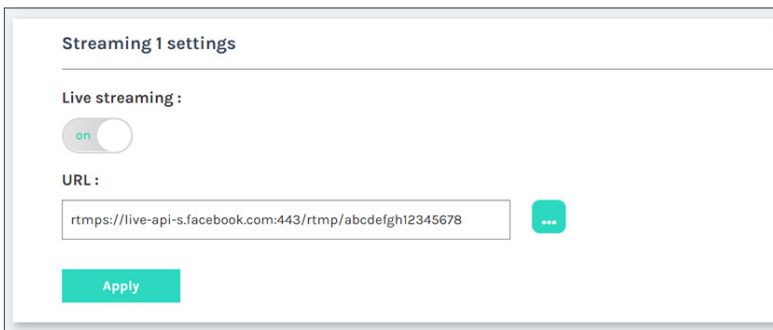 Streaming 1 settings
Live streaming :
on
URL :
rtmps://live-api-s.facebook.com:443/rtmp/abcdefgh12345678
...
Apply